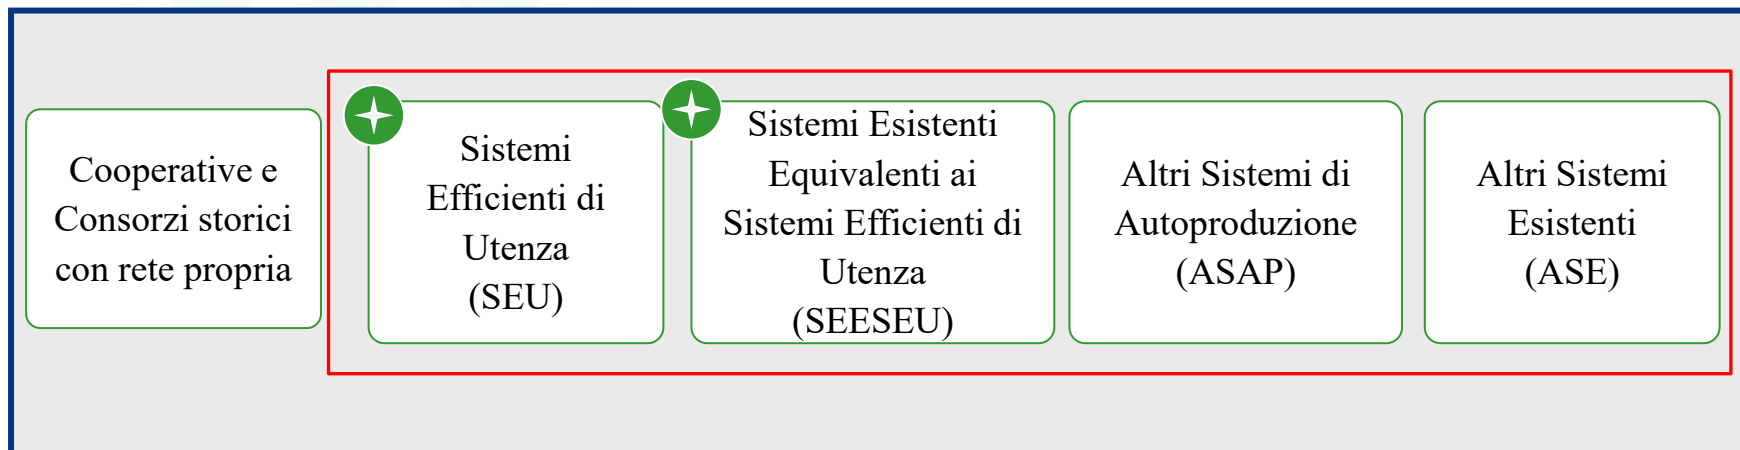 Cooperative e
Consorzi storici
con rete propria
Sistemi
Efficienti di
Utenza
(SEU)
Sistemi Esistenti
Equivalenti ai
Sistemi Efficienti di
Utenza
(SEESEU)
Altri Sistemi di
Autoproduzione
(ASAP)
Altri Sistemi
Esistenti
(ASE)